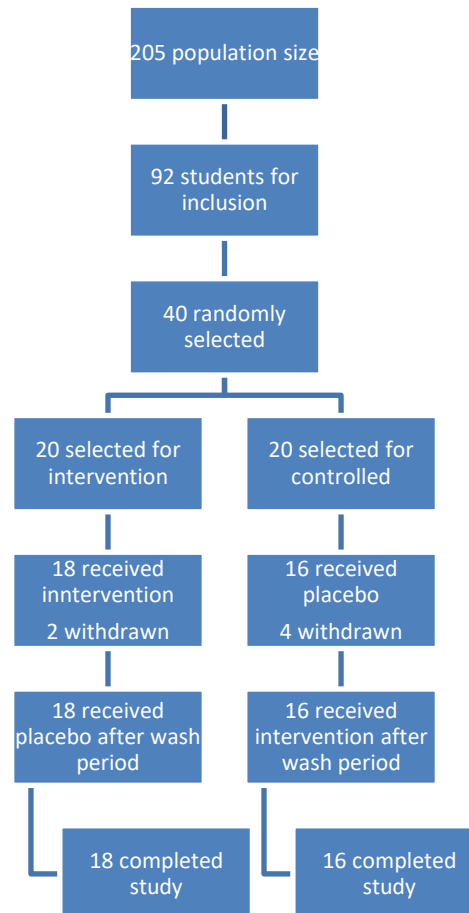 205 population size
92 students for
inclusion
40 randomly
selected
20 selected for
intervention
20 selected for
controlled
18 received
inntervention
2 withdrawn
16 received
placebo
4 withdrawn
18 received
placebo after wash
period
16 received
intervention after
wash period
18 completed
study
16 completed
study